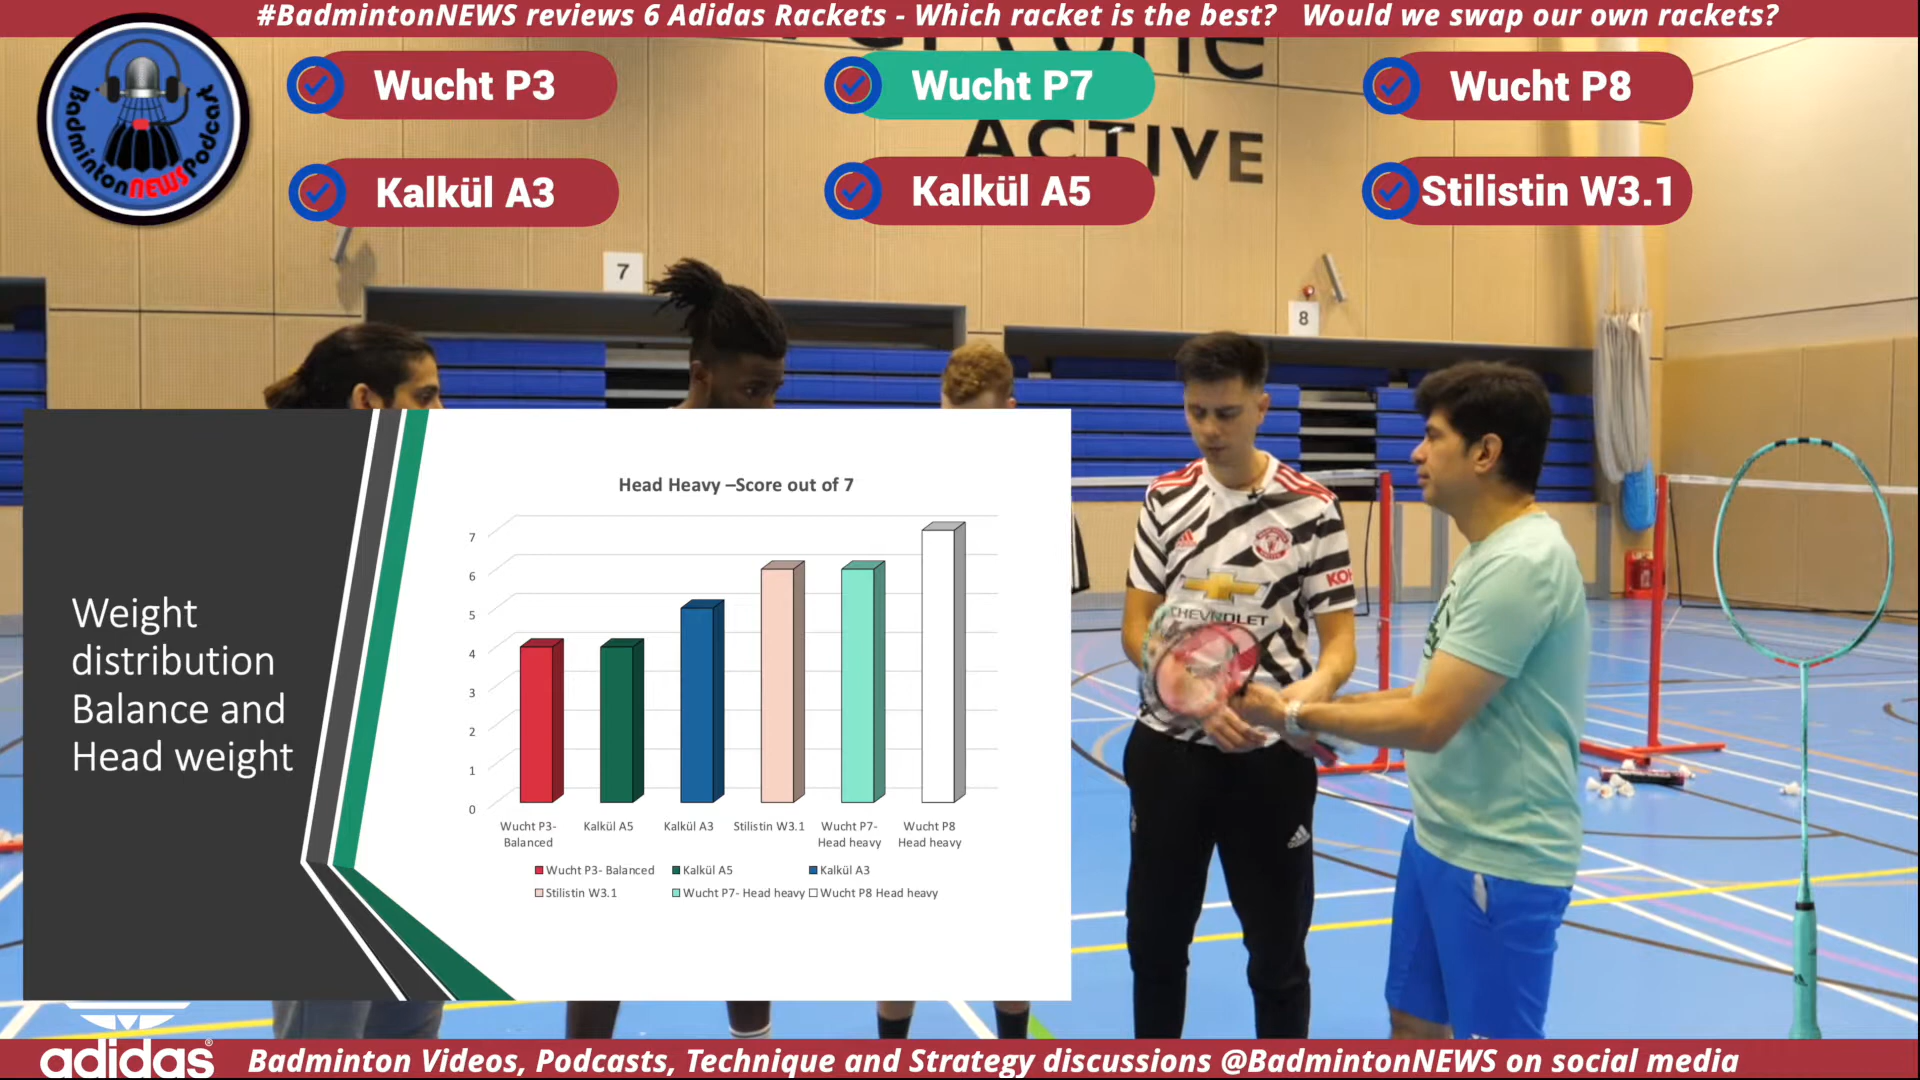 #BadmintonNEWS reviews 6 Adidas Rackets - Which racket is the best? Would we swap our own rackets?
BadmintonNEWSPodcast
Wucht P3
Wucht P7
Wucht P8
Kalkül A3
Kalkül A5
Stilistin W3.1
ACTIVE
7
8
Head Heavy –Score out of 7
Weight
distribution
Balance and
Head weight
7
6
5
4
3
2
1
0
Wucht P3-
Balanced
Kalkül A5
Kalkül A3
Stilistin W3.1
Wucht P7-
Head heavy
Wucht P8
Head heavy
Wucht P3- Balanced
Kalkül A5
Kalkül A3
Stilistin W3.1
Wucht P7- Head heavy
Wucht P8 Head heavy
CHEVROLET
KOH
adidas®
Badminton Videos, Podcasts, Technique and Strategy discussions @BadmintonNEWS on social media